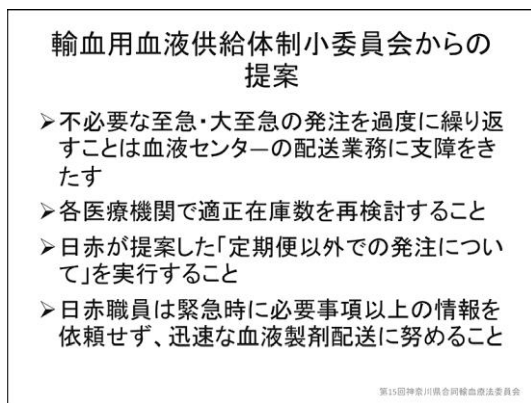 輸血用血液供給体制小委員会からの
提案
➢不必要な至急・大至急の発注を過度に繰り返
すことは血液センターの配送業務に支障をき
たす
➢各医療機関で適正在庫数を再検討すること
➢日赤が提案した「定期便以外での発注につい
て」を実行すること
➢日赤職員は緊急時に必要事項以上の情報を
依頼せず、迅速な血液製剤配送に努めること
第15回神奈川県合同輸血療法委員会